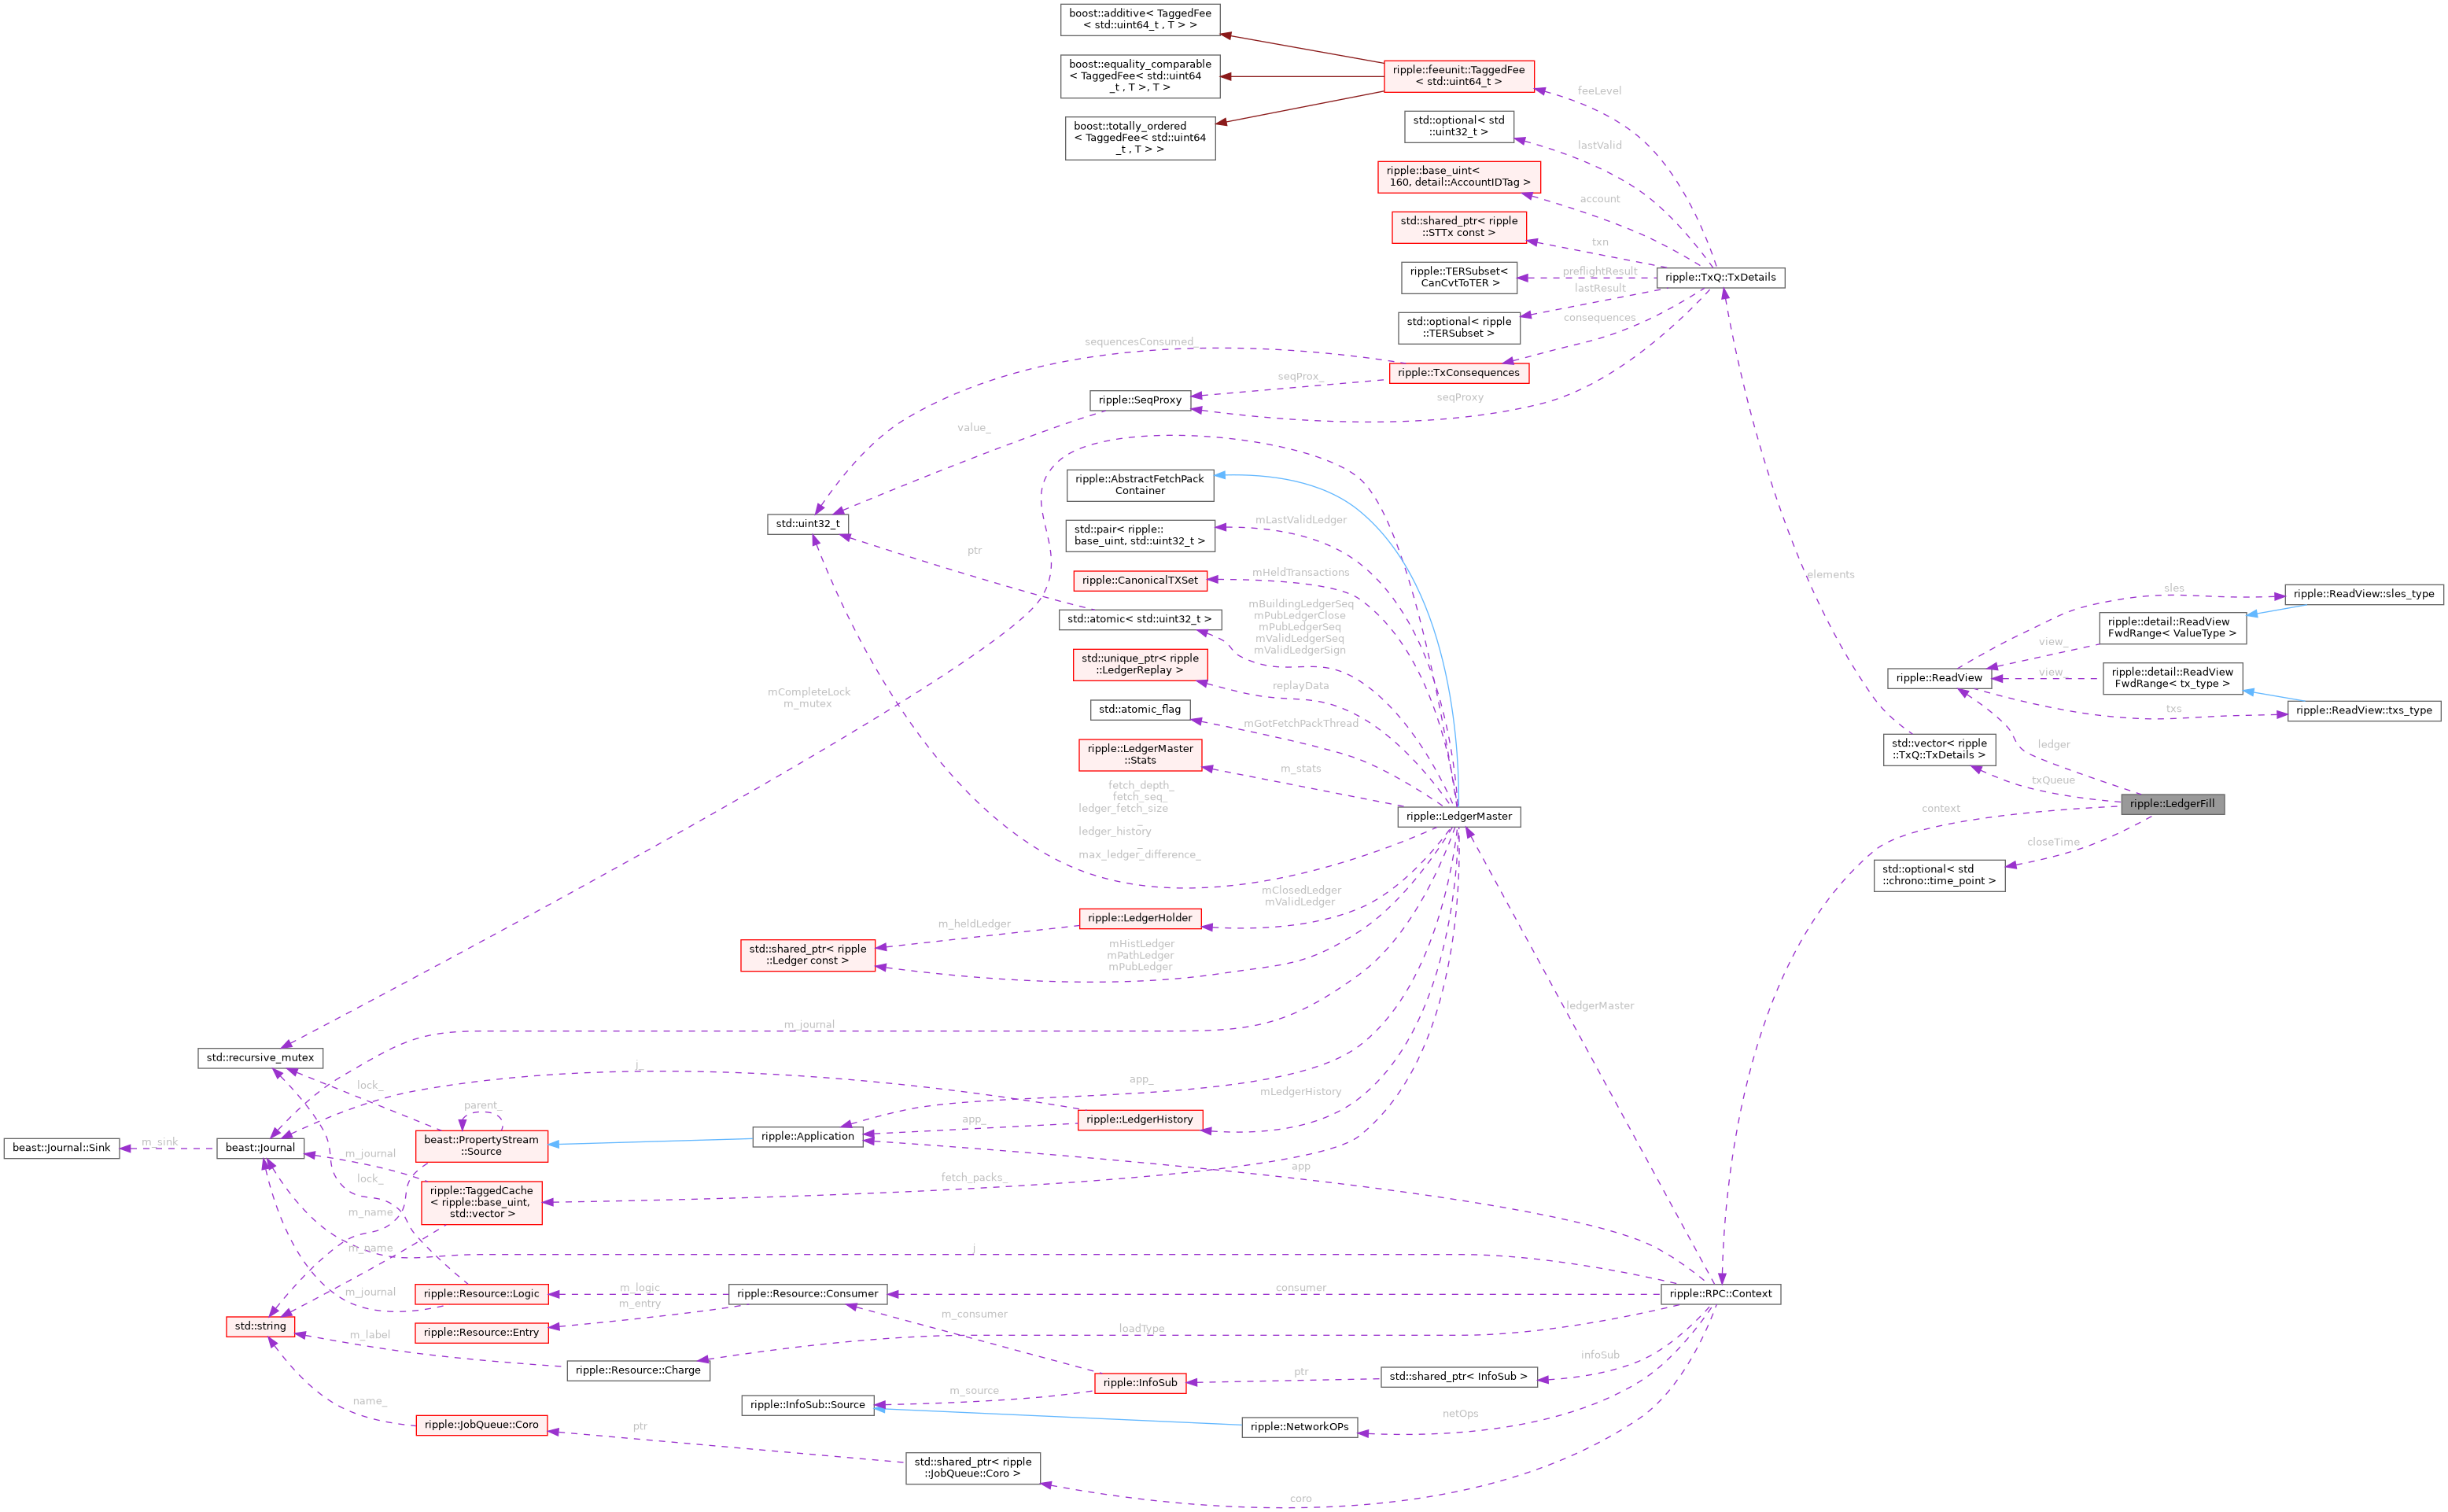 boost::additive< TaggedFee
< std::uint64_t , T > >
boost::equality_comparable
< TaggedFee< std::uint64
_t , T >, T >
boost::totally_ordered
< TaggedFee< std::uint64
_t , T > >
ripple::feeunit::TaggedFee
< std::uint64_t >
feeLevel
std::optional< std
::uint32_t >
lastValid
ripple::base_uint<
160, detail::AccountIDTag >
account
std::shared_ptr< ripple
::STTx const >
txn
ripple::TERSubset<
CanCvtToTER >
preflightResult
ripple::TxQ::TxDetails
lastResult
std::optional< ripple
::TERSubset >
consequences
sequencesConsumed_
ripple::TxConsequences
seqProx_
ripple::SeqProxy
seqProxy
value_
ripple::AbstractFetchPack
Container
std::uint32_t
std::pair< ripple::
base_uint, std::uint32_t >
mLastValidLedger
ptr
ripple::CanonicalTXSet
mHeldTransactions
elements
std::atomic< std::uint32_t >
mBuildingLedgerSeq
mPubLedgerClose
mPubLedgerSeq
mValidLedgerSeq
mValidLedgerSign
sles
ripple::ReadView::sles_type
ripple::detail::ReadView
FwdRange< ValueType >
view_
std::unique_ptr< ripple
::LedgerReplay >
replayData
ripple::ReadView
view_
ripple::detail::ReadView
FwdRange< tx_type >
mCompleteLock
m_mutex
std::atomic_flag
mGotFetchPackThread
txs
ripple::ReadView::txs_type
ripple::LedgerMaster
::Stats
m_stats
std::vector< ripple
::TxQ::TxDetails >
ledger
txQueue
fetch_depth_
fetch_seq_
ledger_fetch_size
_
ledger_history
_
max_ledger_difference_
ripple::LedgerMaster
context
ripple::LedgerFill
closeTime
std::optional< std
::chrono::time_point >
mClosedLedger
mValidLedger
ripple::LedgerHolder
m_heldLedger
std::shared_ptr< ripple
::Ledger const >
mHistLedger
mPathLedger
mPubLedger
ledgerMaster
m_journal
std::recursive_mutex
j_
lock_
app_
mLedgerHistory
parent_
ripple::LedgerHistory
app_
beast::Journal::Sink
m_sink
beast::Journal
beast::PropertyStream
::Source
ripple::Application
m_journal
app
lock_
fetch_packs_
ripple::TaggedCache
< ripple::base_uint,
std::vector >
m_name
m_name
j
m_journal
ripple::Resource::Logic
m_logic
ripple::Resource::Consumer
consumer
ripple::RPC::Context
m_entry
m_consumer
std::string
ripple::Resource::Entry
m_label
loadType
infoSub
ripple::Resource::Charge
ripple::InfoSub
ptr
std::shared_ptr< InfoSub >
name_
ripple::InfoSub::Source
m_source
netOps
ripple::JobQueue::Coro
ptr
ripple::NetworkOPs
std::shared_ptr< ripple
::JobQueue::Coro >
coro